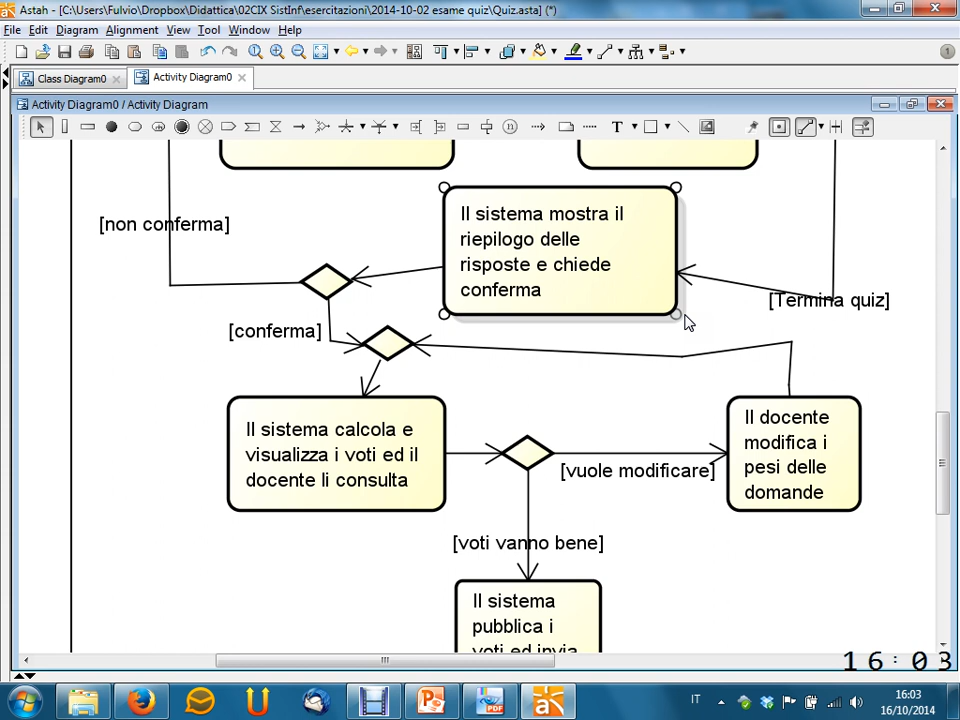 Astah - [C:\Users\Fulvio\Dropbox\Didattica\02CIX SistInf\esercitazioni\2014-10-02 esame quiz\Quiz.asta] (*)
File Edit Diagram Alignment View Tool Window Help
1
Class Diagram0
Activity Diagram0
Activity Diagram0 / Activity Diagram
[non conferma]
Il sistema mostra il
riepilogo delle
risposte e chiede
conferma
[Termina quiz]
[conferma]
Il sistema calcola e
visualizza i voti ed il
docente li consulta
[vuole modificare]
Il docente
modifica i
pesi delle
domande
[voti vanno bene]
Il sistema
pubblica i
voti ed invia
16:03
IT
16:03
16/10/2014